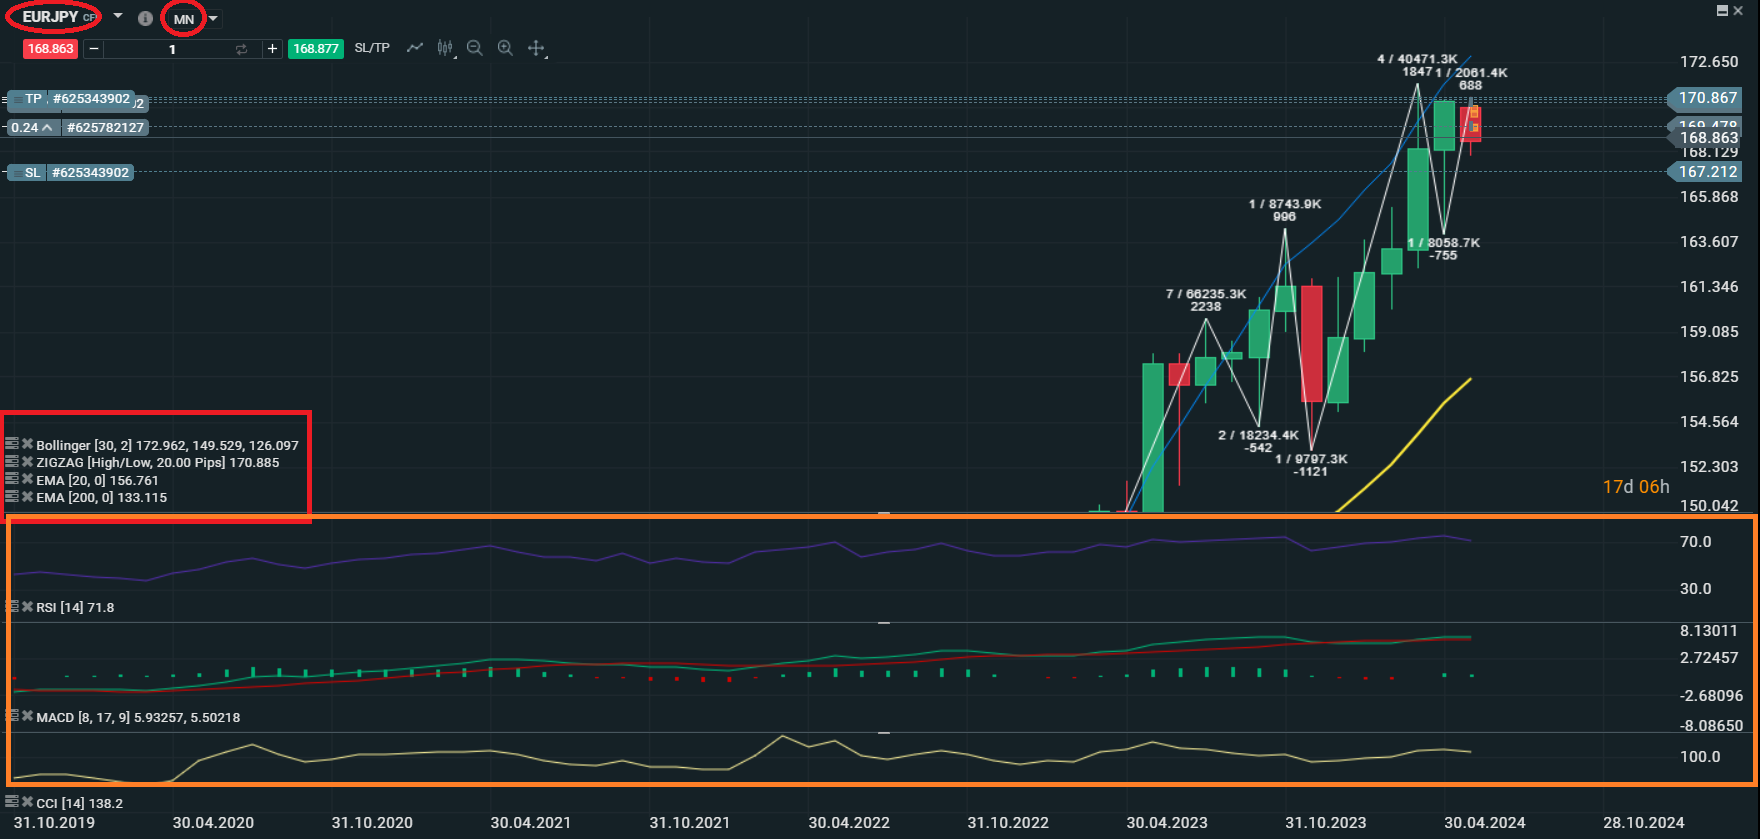 EURJPY CF
MN
168.863 − 1 + 168.877 SL/TP
TP #625343902
0.24 #625782127
SL #625343902
4 / 40471.3K
1847
1 / 2061.4K
688
1 / 8743.9K
996
1 / 8058.7K
-755
7 / 66235.3K
2238
2 / 18234.4K
-542
1 / 9797.3K
-1121
172.650
170.867
169.478
168.863
168.129
167.212
165.868
163.607
161.346
159.085
156.825
154.564
152.303
150.042
17d 06h
Bollinger [30, 2] 172.962, 149.529, 126.097
ZIGZAG [High/Low, 20.00 Pips] 170.885
EMA [20, 0] 156.761
EMA [200, 0] 133.115
70.0
30.0
RSI [14] 71.8
8.13011
2.72457
-2.68096
-8.08650
MACD [8, 17, 9] 5.93257, 5.50218
100.0
CCI [14] 138.2
31.10.2019 30.04.2020 31.10.2020 30.04.2021 31.10.2021 30.04.2022 31.10.2022 30.04.2023 31.10.2023 30.04.2024 28.10.2024